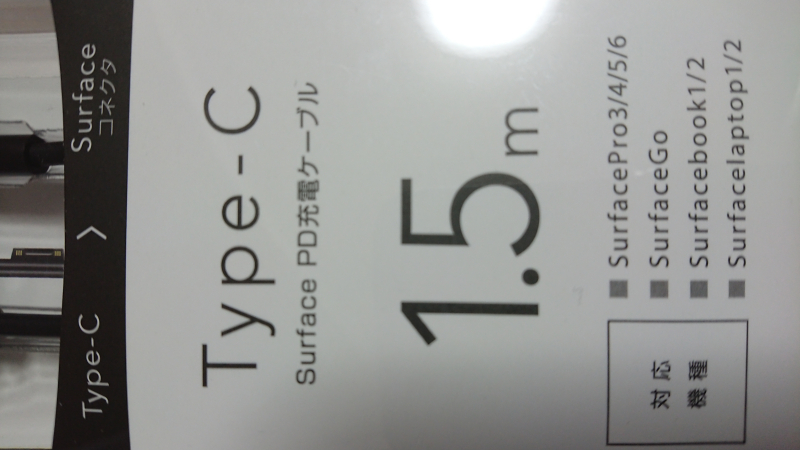 Type-C > Surface
コネクタ
Type-C
Surface PD充電ケーブル
1.5m
対応
機種
■ SurfacePro3/4/5/6
■ SurfaceGo
■ Surfacebook1/2
■ Surfacelaptop1/2